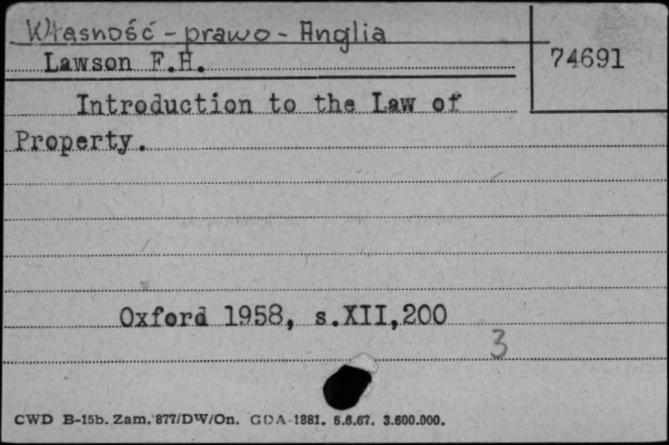 Własność - prawo - Anglia
Lawson F.H.
74691
Introduction to the Law of
Property.
Oxford 1958, s.XII,200
3
CWD B-15b. Zam. 877/DW/On. GDA-1881. 5.6.67. 3.600.000.